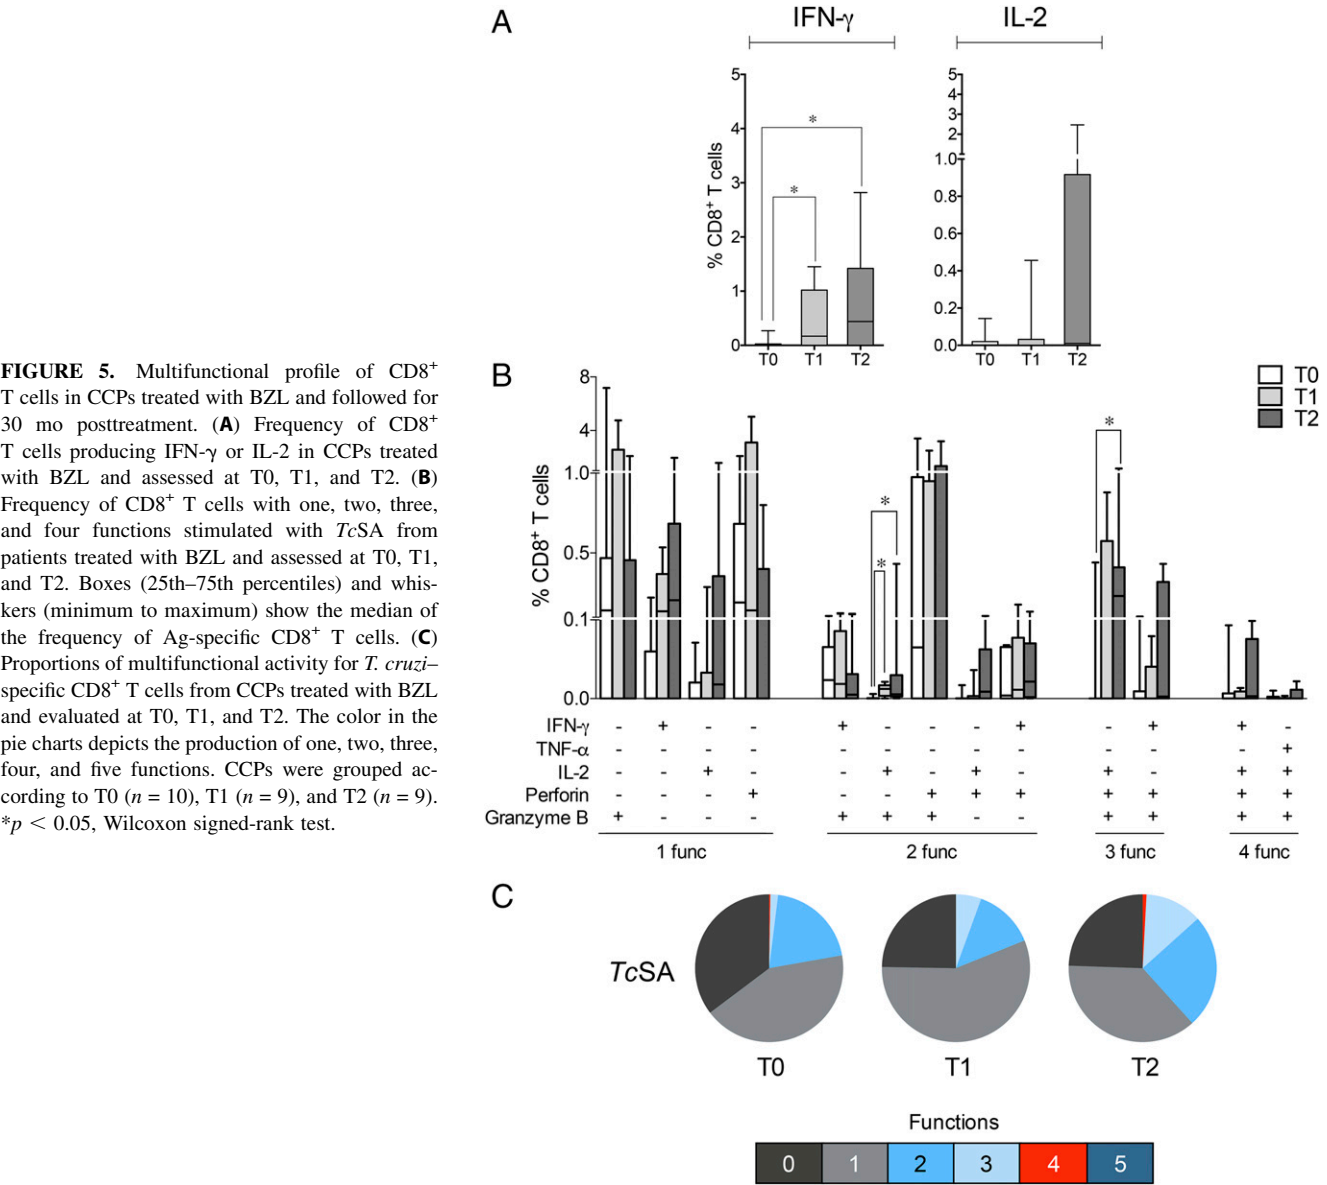 FIGURE 5. Multifunctional profile of CD8+
T cells in CCPs treated with BZL and followed for
30 mo posttreatment. (A) Frequency of CD8+
T cells producing IFN-γ or IL-2 in CCPs treated
with BZL and assessed at T0, T1, and T2. (B)
Frequency of CD8+ T cells with one, two, three,
and four functions stimulated with TcSA from
patients treated with BZL and assessed at T0, T1,
and T2. Boxes (25th–75th percentiles) and whis-
kers (minimum to maximum) show the median of
the frequency of Ag-specific CD8+ T cells. (C)
Proportions of multifunctional activity for T. cruzi–
specific CD8+ T cells from CCPs treated with BZL
and evaluated at T0, T1, and T2. The color in the
pie charts depicts the production of one, two, three,
four, and five functions. CCPs were grouped ac-
cording to T0 (n = 10), T1 (n = 9), and T2 (n = 9).
*p < 0.05, Wilcoxon signed-rank test.
A
IFN-γ
% CD8+ T cells
5
4
3
2
1
0
* *
T0 T1 T2
IL-2
5
4
3
2
1.0
0.8
0.6
0.4
0.2
0.0
T0 T1 T2
B
% CD8+ T cells
8
4
1.0
0.5
0.1
0.0
* * *
T0
T1
T2
IFN-γ - + - - - - - - + - + + -
TNF-α - - - - - - - - - - - - +
IL-2 - - + - - + - + - + - + +
Perforin - - - + - - + + + + + + +
Granzyme B + - - - + + + - - + + + +
1 func 2 func 3 func 4 func
C
TcSA
T0 T1 T2
Functions
0 1 2 3 4 5